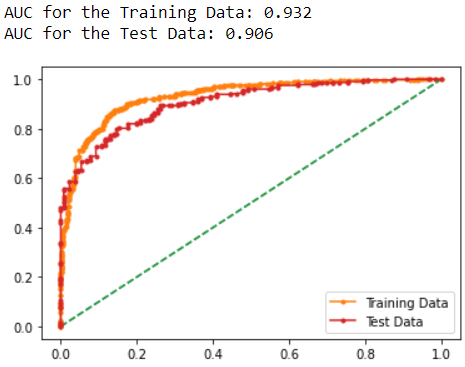 AUC for the Training Data: 0.932
AUC for the Test Data: 0.906
1.0
0.8
0.6
0.4
0.2
0.0
Training Data
Test Data
0.0 0.2 0.4 0.6 0.8 1.0